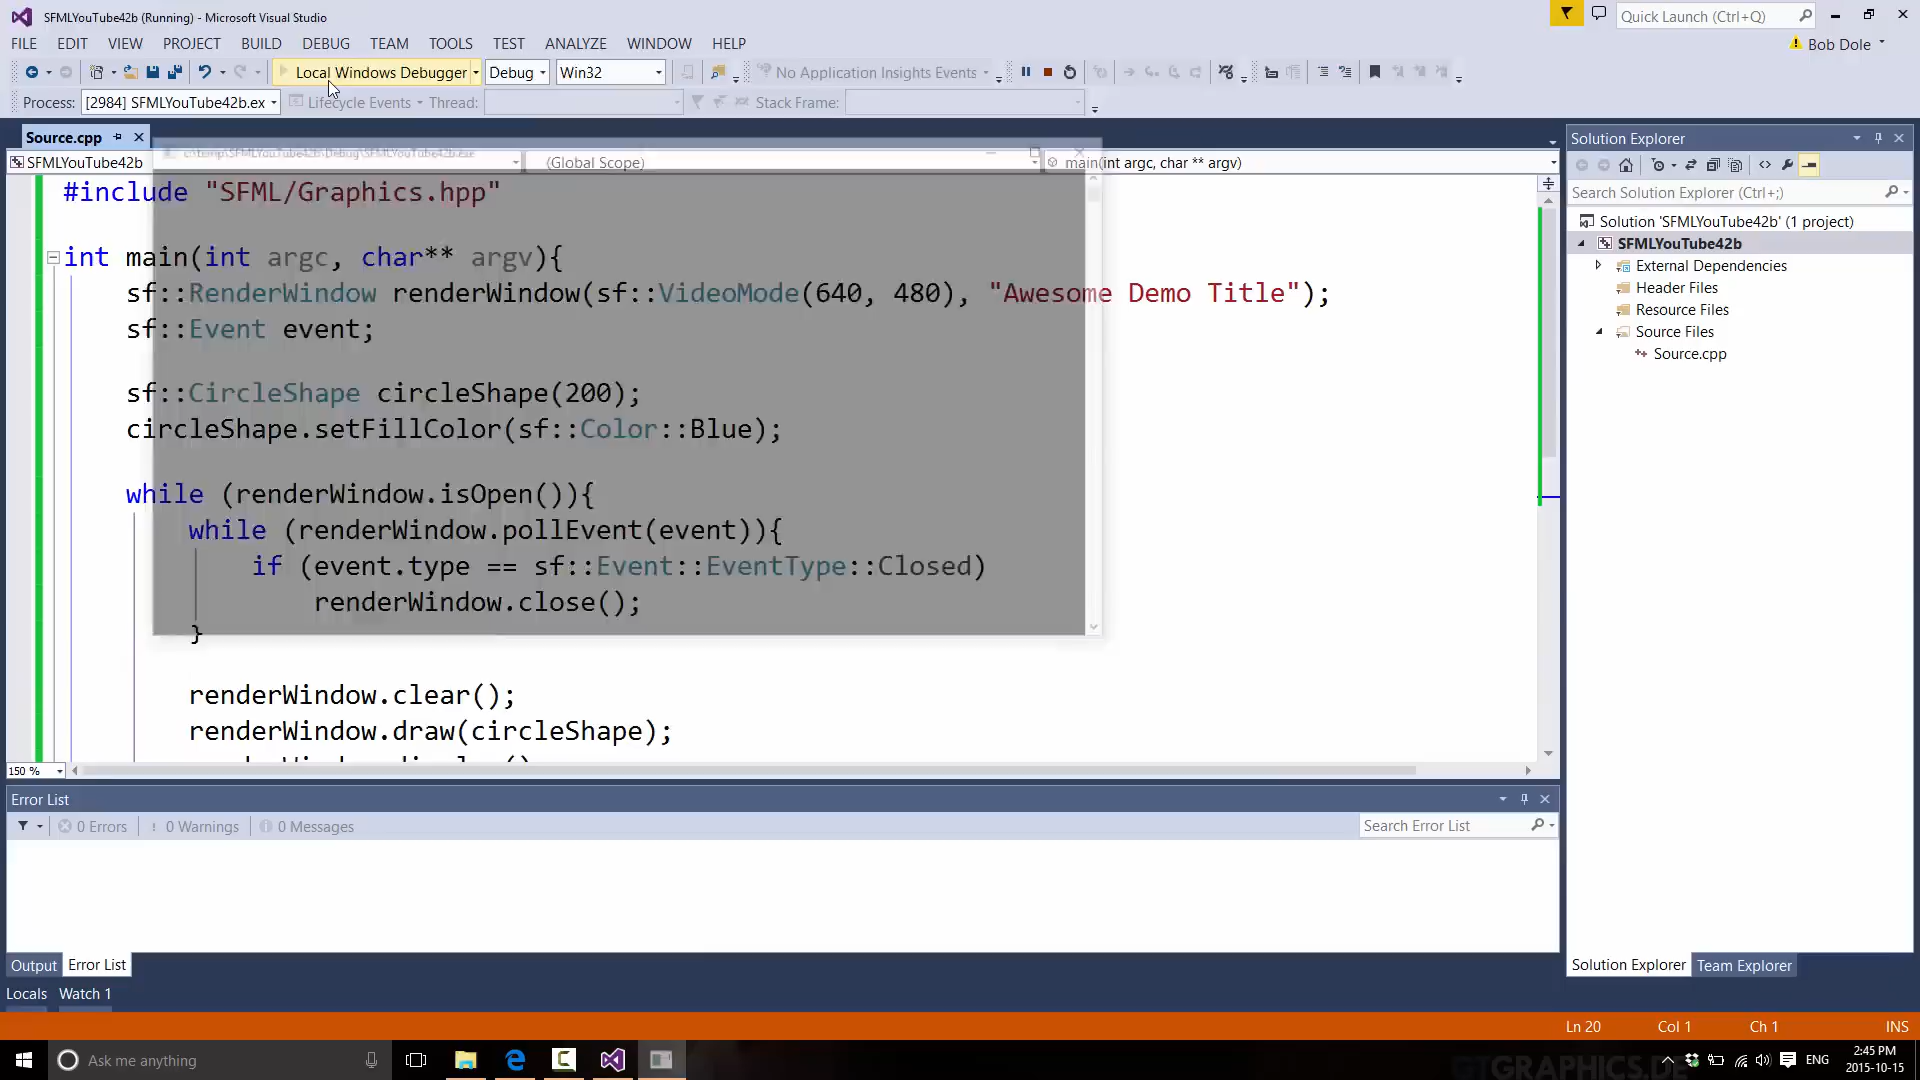 SFMLYouTube42b (Running) - Microsoft Visual Studio
Quick Launch (Ctrl+Q)
FILE EDIT VIEW PROJECT BUILD DEBUG TEAM TOOLS TEST ANALYZE WINDOW HELP
Bob Dole
Local Windows Debugger Debug Win32 No Application Insights Events
Process: [2984] SFMLYouTube42b.ex Lifecycle Events Thread: Stack Frame:
Source.cpp
c:\temp\SFMLYouTube42b\Debug\SFMLYouTube42b.exe
SFMLYouTube42b (Global Scope) main(int argc, char ** argv)
#include "SFML/Graphics.hpp"
int main(int argc, char** argv){
sf::RenderWindow renderWindow(sf::VideoMode(640, 480), "Awesome Demo Title");
sf::Event event;
sf::CircleShape circleShape(200);
circleShape.setFillColor(sf::Color::Blue);
while (renderWindow.isOpen()){
while (renderWindow.pollEvent(event)){
if (event.type == sf::Event::EventType::Closed)
renderWindow.close();
}
renderWindow.clear();
renderWindow.draw(circleShape);
150 %
Solution Explorer
Search Solution Explorer (Ctrl+;)
Solution 'SFMLYouTube42b' (1 project)
SFMLYouTube42b
External Dependencies
Header Files
Resource Files
Source Files
Source.cpp
Error List
0 Errors 0 Warnings 0 Messages
Search Error List
Output Error List
Solution Explorer Team Explorer
Locals Watch 1
Ln 20 Col 1 Ch 1 INS
Ask me anything
ENG
2:45 PM
2015-10-15